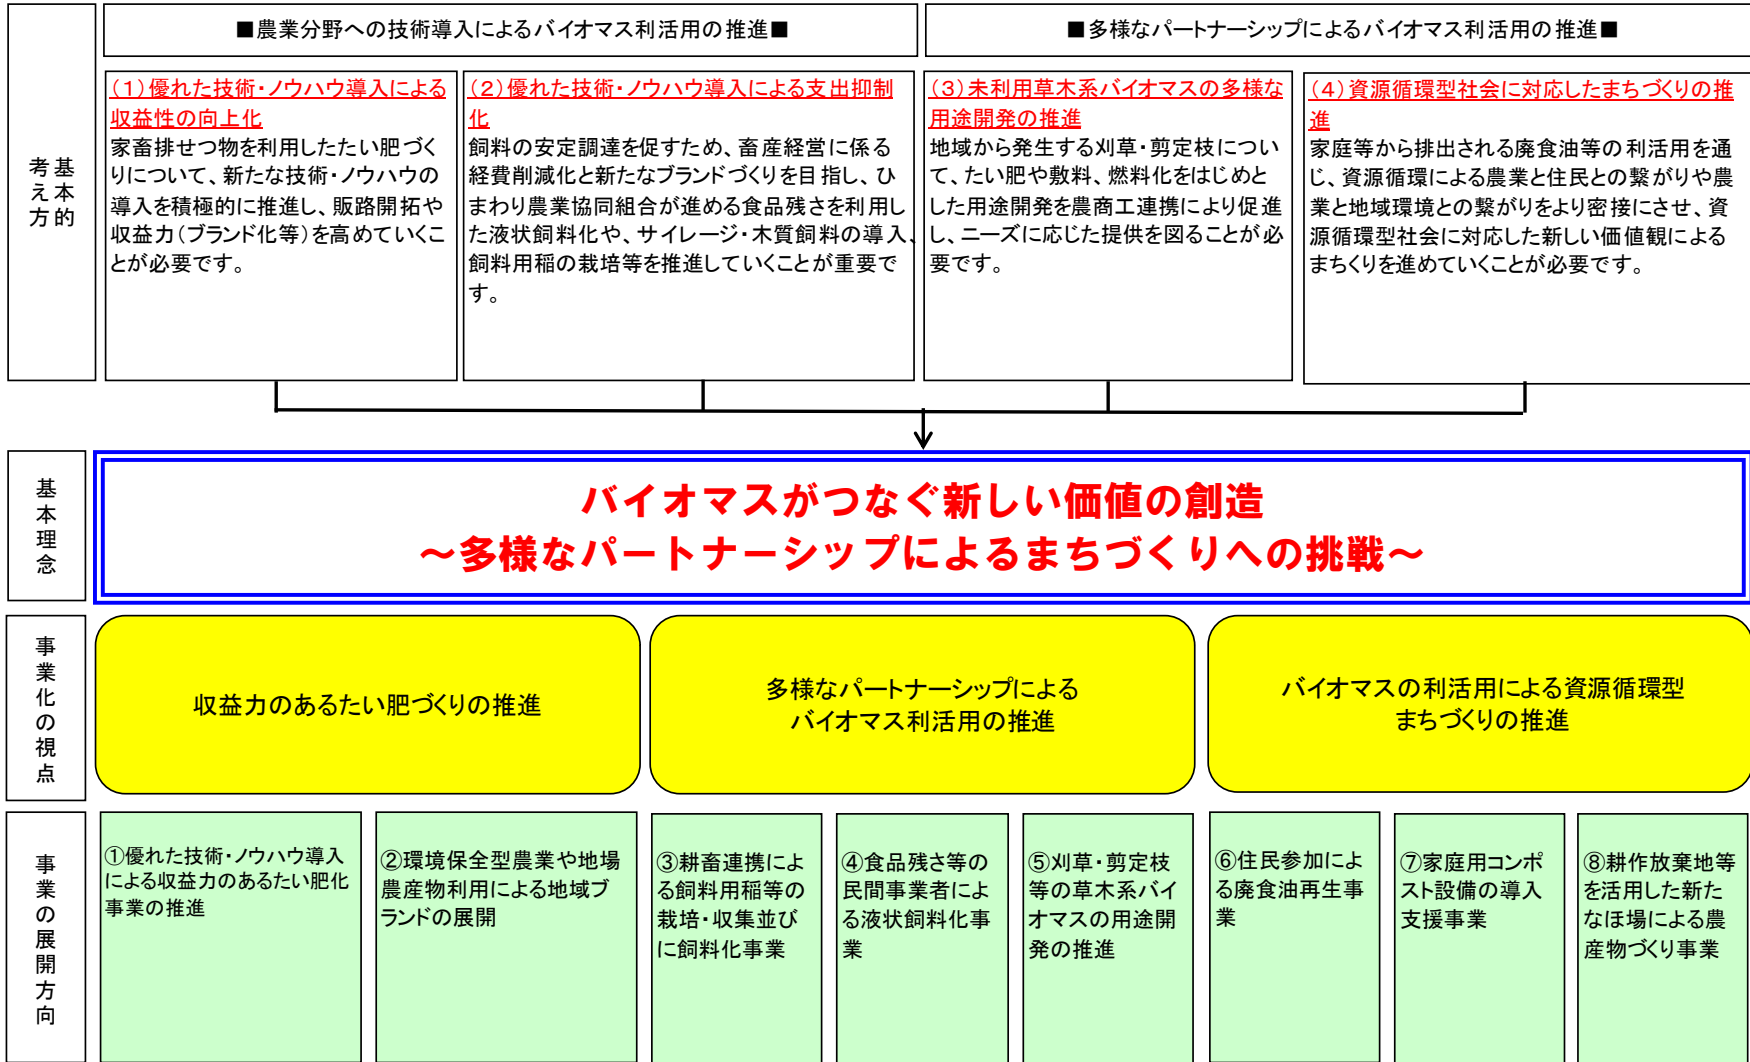 ■農業分野への技術導入によるバイオマス利活用の推進■
■多様なパートナーシップによるバイオマス利用の推進■
基本的
考え方
(1)優れた技術・ノウハウ導入による
収益性の向上化
家畜排せつ物を利用したたい肥づく
りについて、新たな技術・ノウハウの
導入を積極的に推進し、販路開拓や
収益力(ブランド化等)を高めていくこ
とが必要です。
(2)優れた技術・ノウハウ導入による支出抑制
化
飼料の安定調達を促すため、畜産経営に係る
経費削減化と新たなブランドづくりを目指し、ひ
まわり農業協同組合が進める食品残さを利用し
た液状飼料化や、サイレージ・木質飼料の導入、
飼料用稲の栽培等を推進していくことが重要で
す。
(3)未利用草木系バイオマスの多様な
用途開発の推進
地域から発生する刈草・剪定枝につい
て、たい肥や敷料、燃料化をはじめと
した用途開発を農商工連携により促進
し、ニーズに応じた提供を図ることが必
要です。
(4)資源循環型社会に対応したまちづくりの推
進
家庭等から排出される廃食油等の利活用を通
じ、資源循環による農業と住民との繋がりや農
業と地域環境との繋がりをより密接にさせ、資
源循環型社会に対応した新しい価値観による
まちくりを進めていくことが必要です。
基本理念
バイオマスがつなぐ新しい価値の創造
~多様なパートナーシップによるまちづくりへの挑戦~
事業化の視点
収益力のあるたい肥づくりの推進
多様なパートナーシップによる
バイオマス利活用の推進
バイオマスの利活用による資源循環型
まちづくりの推進
事業の展開方向
①優れた技術・ノウハウ導入
による収益力のあるたい肥化
事業の推進
②環境保全型農業や地場
農産物利用による地域ブ
ランドの展開
③耕畜連携によ
る飼料用稲等の
栽培・収集並び
に飼料化事業
④食品残さ等の
民間事業者によ
る液状飼料化事
業
⑤刈草・剪定枝
等の草木系バイ
オマスの用途開
発の推進
⑥住民参加によ
る廃食油再生事
業
⑦家庭用コンポ
スト設備の導入
支援事業
⑧耕作放棄地等
を活用した新た
なほ場による農
産物づくり事業